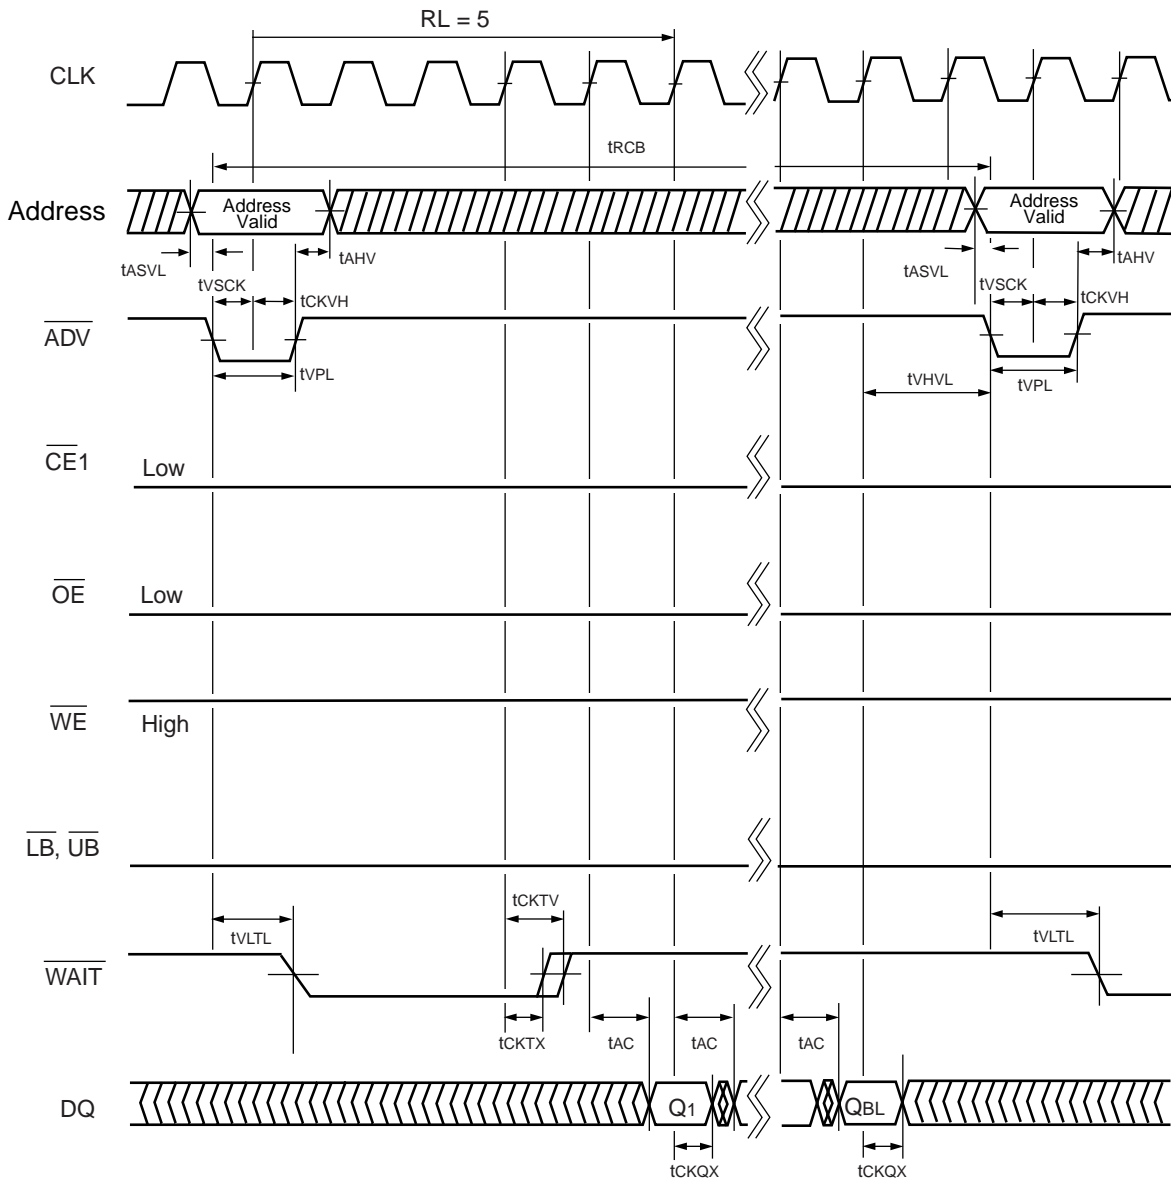 RL = 5
CLK
tRCB
Address
Address Valid
Address Valid
tASVL
tAHV
tASVL
tAHV
tVSCK
tCKVH
tVSCK
tCKVH
ADV
tVPL
tVHVL
tVPL
CE1
Low
OE
Low
WE
High
LB, UB
tCKTV
tVLTL
tVLTL
WAIT
tCKTX
tAC
tAC
tAC
DQ
Q1
QBL
tCKQX
tCKQX